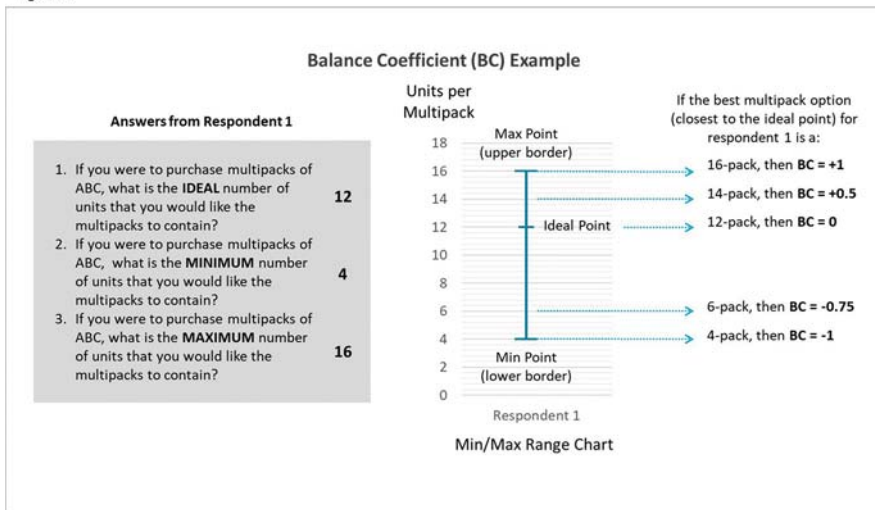 Balance Coefficient (BC) Example
Answers from Respondent 1
1. If you were to purchase multipacks of
ABC, what is the IDEAL number of
units that you would like the
multipacks to contain?
12
2. If you were to purchase multipacks of
ABC, what is the MINIMUM number
of units that you would like the
multipacks to contain?
4
3. If you were to purchase multipacks of
ABC, what is the MAXIMUM number
of units that you would like the
multipacks to contain?
16
Units per
Multipack
18
16
14
12
10
8
6
4
2
0
Max Point
(upper border)
Ideal Point
Min Point
(lower border)
Respondent 1
Min/Max Range Chart
If the best multipack option
(closest to the ideal point) for
respondent 1 is a:
16-pack, then BC = +1
14-pack, then BC = +0.5
12-pack, then BC = 0
6-pack, then BC = -0.75
4-pack, then BC = -1